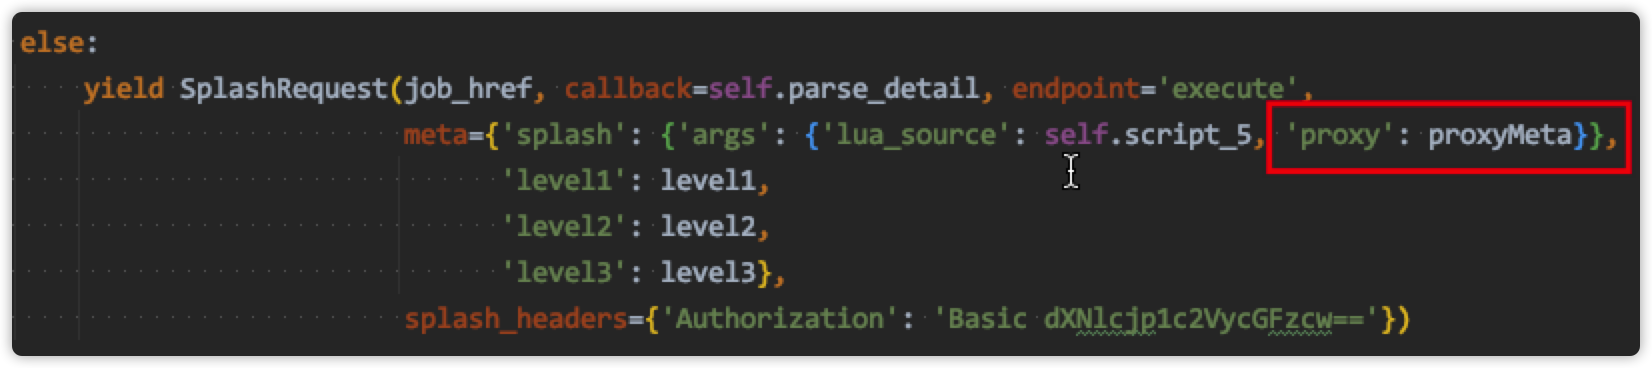 else:
yield SplashRequest(job_href, callback=self.parse_detail, endpoint='execute',
meta={'splash': {'args': {'lua_source': self.script_5, 'proxy': proxyMeta}},
'level1': level1,
'level2': level2,
'level3': level3},
splash_headers={'Authorization': 'Basic dXNlcjp1c2VycGFzcw=='})